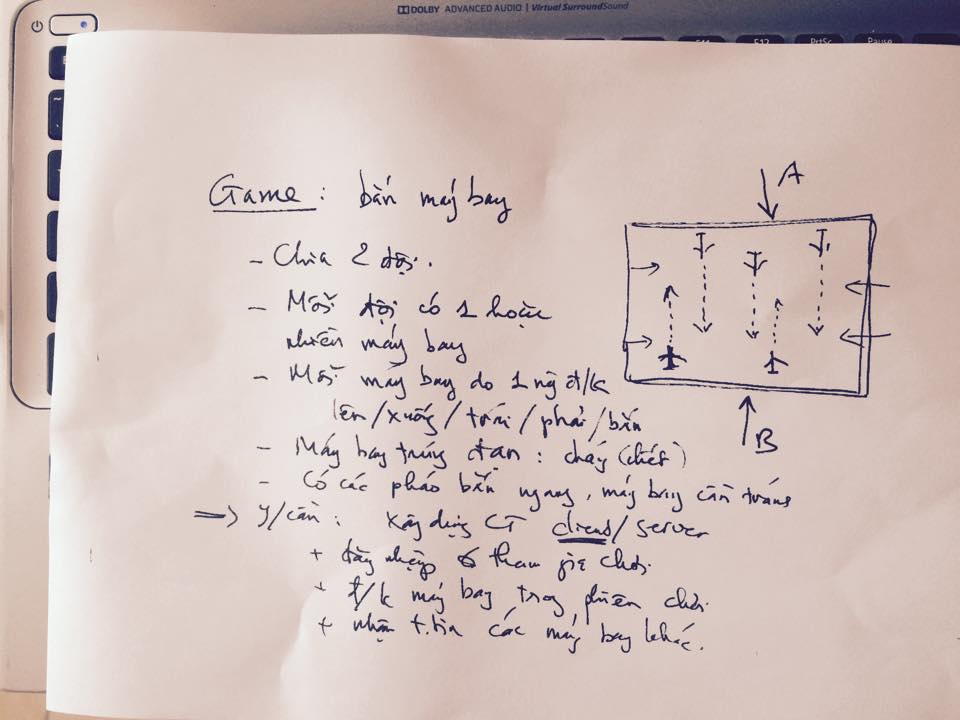 DOLBY ADVANCED AUDIO | Virtual SurroundSound
F11 F12 PrtSc Pause
Game : bắn máy bay
- Chia 2 đội.
- Mỗi đội có 1 hoặc
nhiều máy bay
- Mỗi máy bay do 1 ng đ/k
lên/xuống/trái/phải/bắn
- Máy bay trúng đạn : cháy (chết)
- Có các pháo bắn ngang, máy bay cần tránh
=> y/cầu : xây dựng CT client/server
+ đăng nhập tham gia chơi.
+ đ/k máy bay trong phiên chơi.
+ nhận t.tin các máy bay khác.
A
B